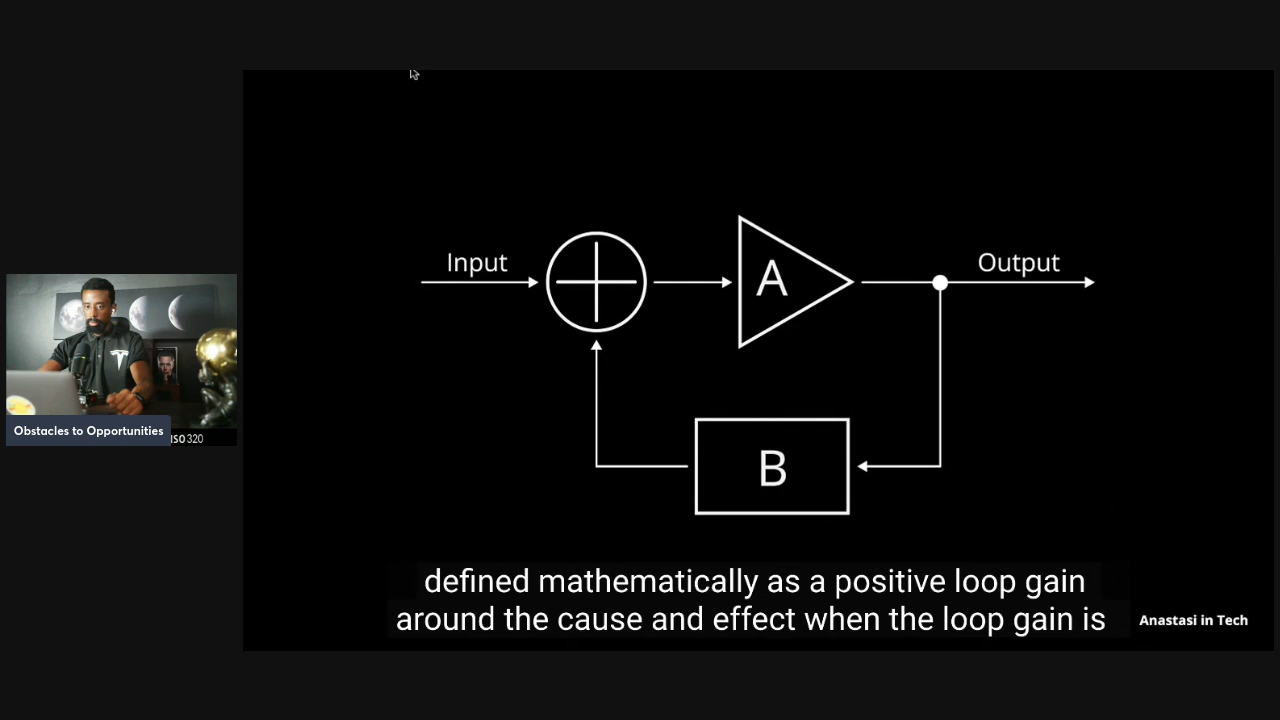 Input
A
Output
B
defined mathematically as a positive loop gain
around the cause and effect when the loop gain is
Anastasi in Tech
Obstacles to Opportunities
ISO 320